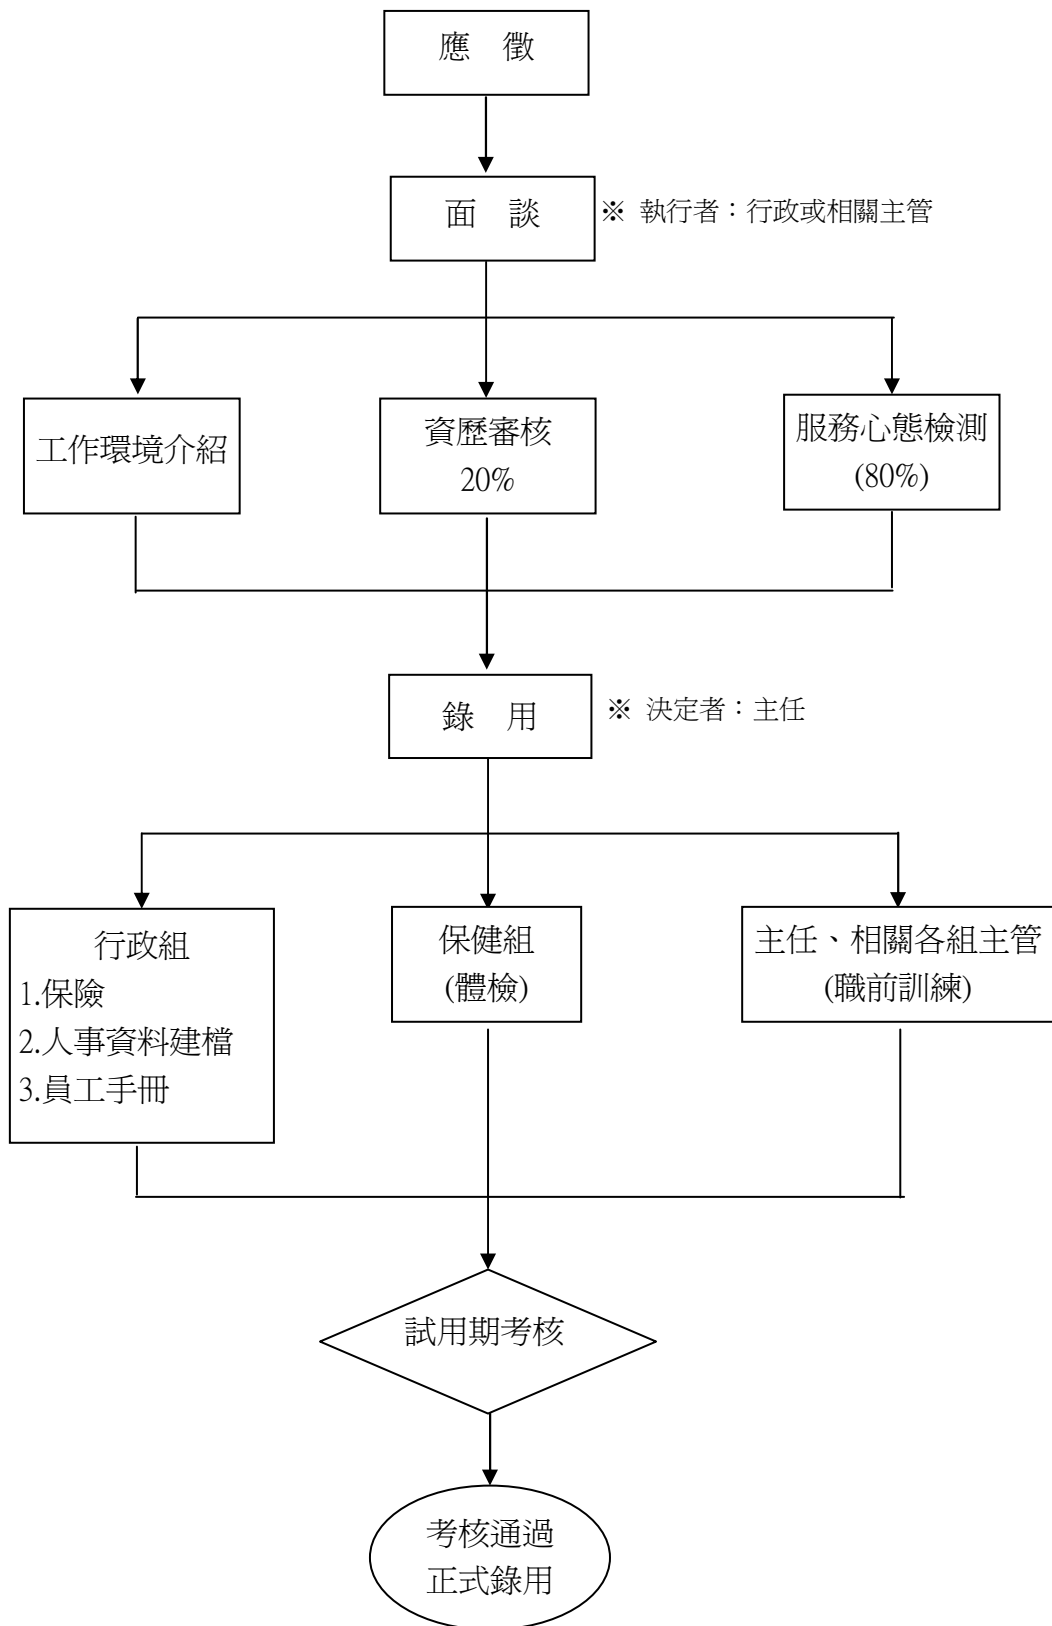 應　徵
面　談
※ 執行者：行政或相關主管
工作環境介紹
資歷審核
20%
服務心態檢測
(80%)
錄　用
※ 決定者：主任
行政組
1.保險
2.人事資料建檔
3.員工手冊
保健組
(體檢)
主任、相關各組主管
(職前訓練)
試用期考核
考核通過
正式錄用